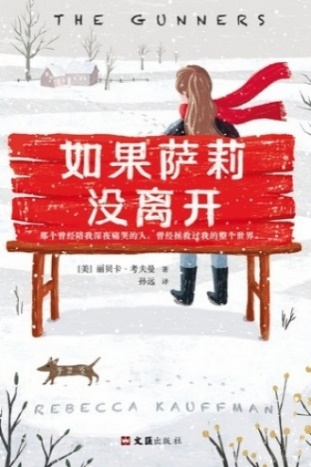 THE GUNNERS
如果萨莉
没离开
那个曾经陪我深夜痛哭的人，曾经拯救过我的整个世界。
［美］丽贝卡·考夫曼 著
孙远 译
REBECCA KAUFFMAN
文汇出版社